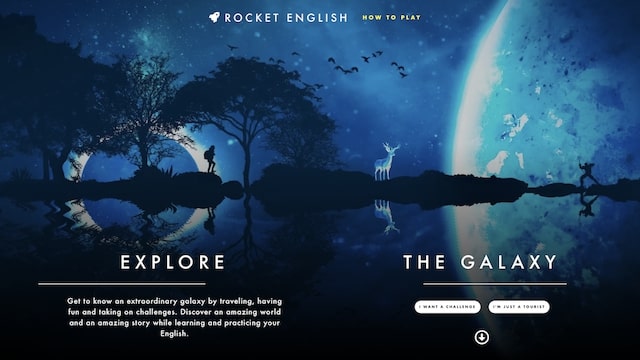 ROCKET ENGLISH
HOW TO PLAY
EXPLORE
Get to know an extraordinary galaxy by traveling, having
fun and taking on challenges. Discover an amazing world
and an amazing story while learning and practicing your
English.
THE GALAXY
I WANT A CHALLENGE
I'M JUST A TOURIST